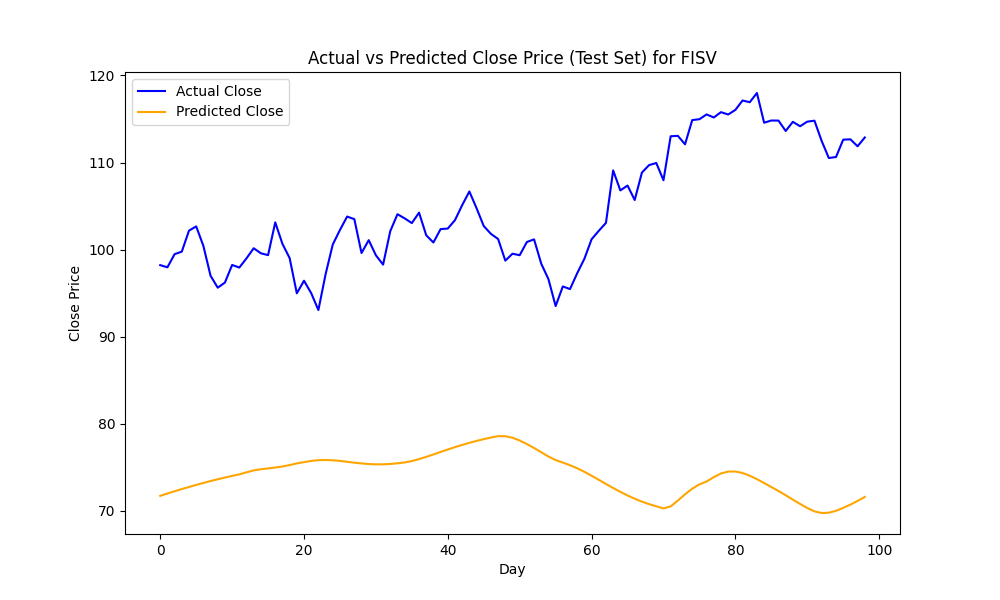 Actual vs Predicted Close Price (Test Set) for FISV
Actual Close
Predicted Close
120
110
100
90
80
70
Close Price
0 20 40 60 80 100
Day